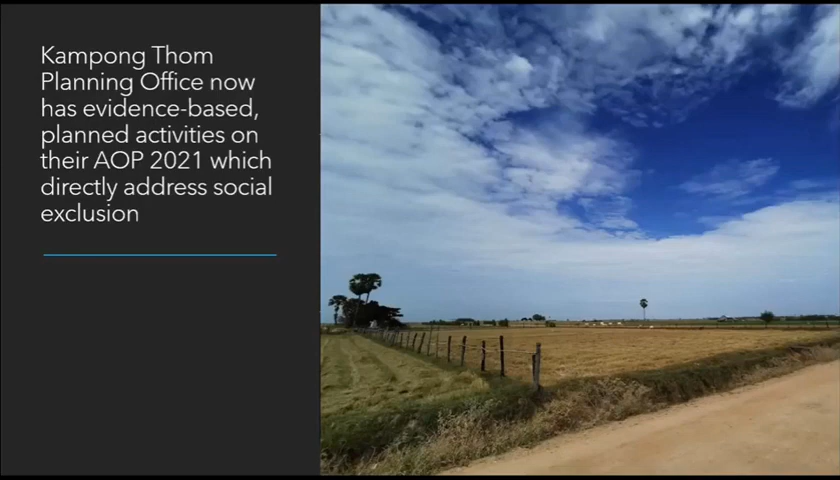 Kampong Thom
Planning Office now
has evidence-based,
planned activities on
their AOP 2021 which
directly address social
exclusion